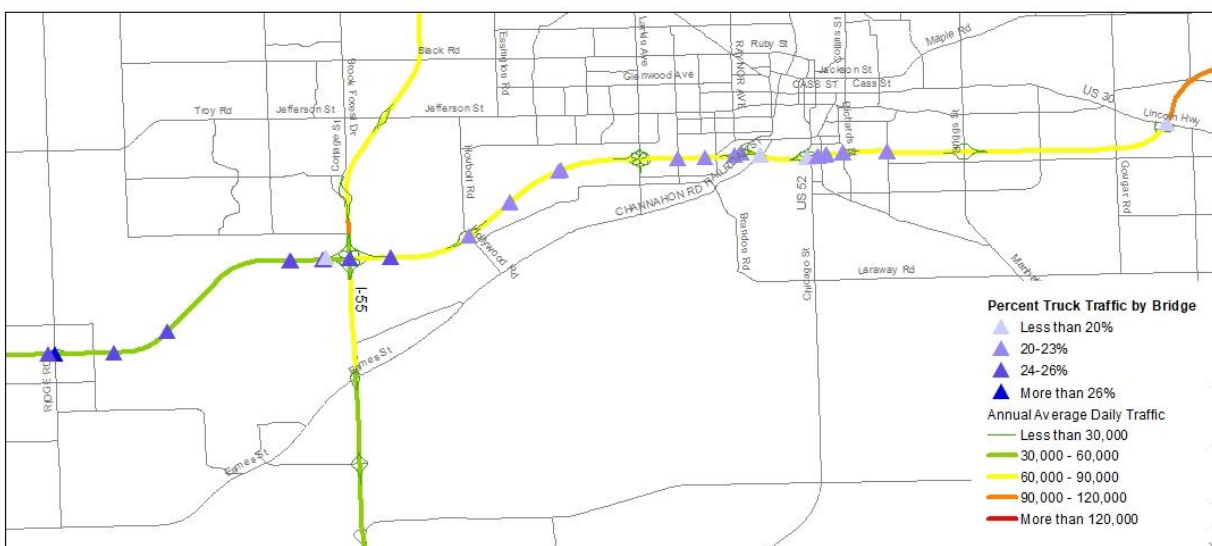 Ruby St
Maple Rd
Collins St
Essington Rd
Larkin Ave
RAYNOR AVE
Black Rd
Glenwood Ave
Jackson St
CASS ST
Cass St
Brook Forest Dr
US 30
Lincoln Hwy
Troy Rd
Jefferson St
Jefferson St
Cottage St
Houbolt Rd
Richards St
Briggs St
CHANNAHON RD
RAILROAD ST
US 52
Gougar Rd
Hollywood Rd
Brandon Rd
Chicago St
Laraway Rd
I-55
Eames St
RIDGE RD
Eames St
Percent Truck Traffic by Bridge
Less than 20%
20-23%
24-26%
More than 26%
Annual Average Daily Traffic
Less than 30,000
30,000 - 60,000
60,000 - 90,000
90,000 - 120,000
More than 120,000